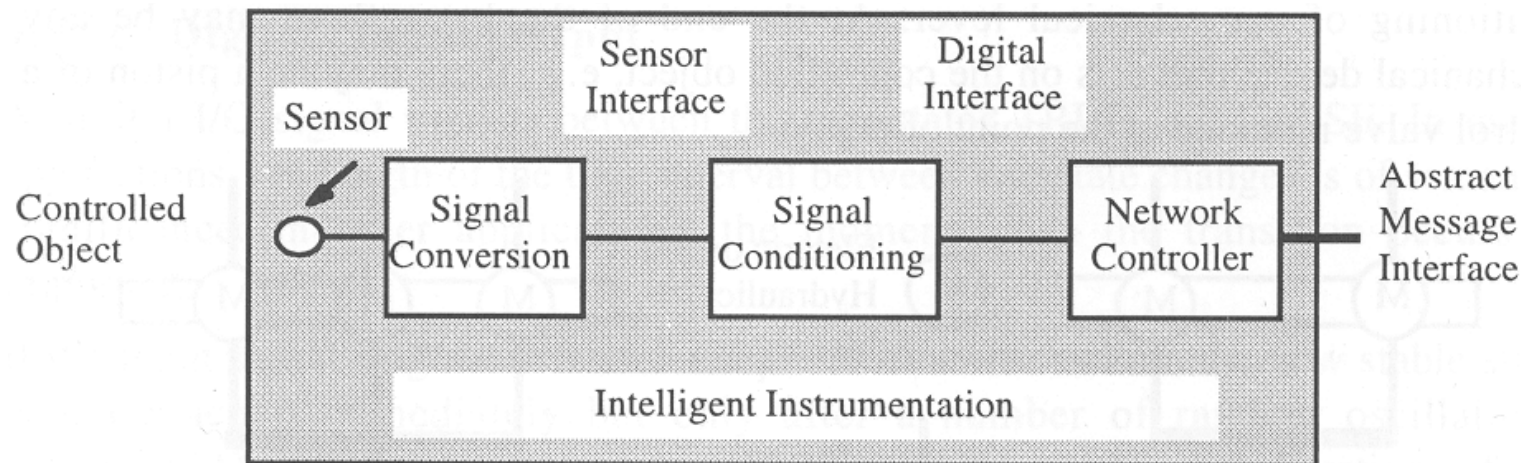 Sensor
Interface
Digital
Interface
Sensor
Controlled
Object
Signal
Conversion
Signal
Conditioning
Network
Controller
Abstract
Message
Interface
Intelligent Instrumentation